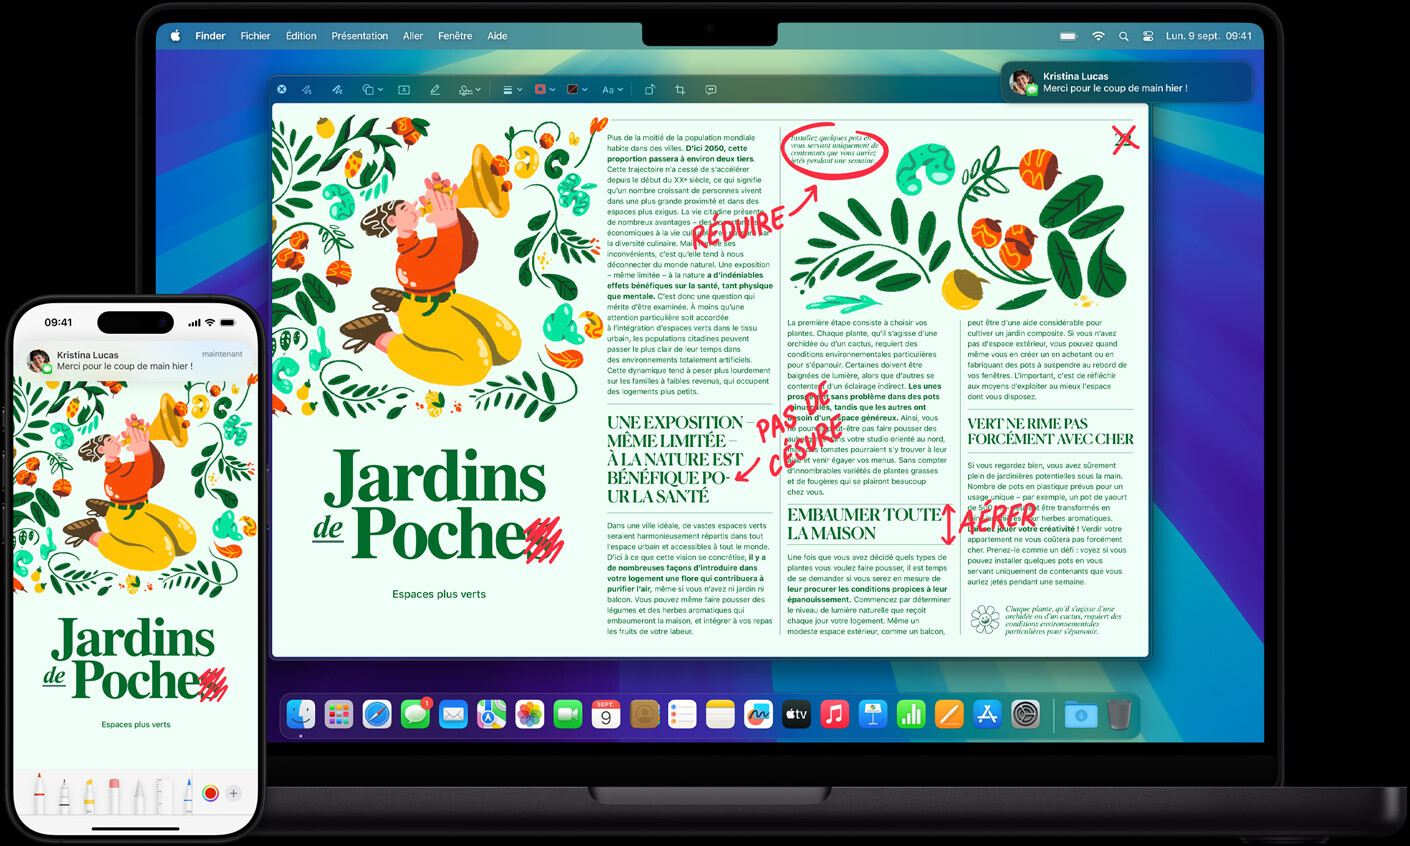 Finder Fichier Édition Présentation Aller Fenêtre Aide
Lun. 9 sept. 09:41
Kristina Lucas
Merci pour le coup de main hier !
Aa
Jardins
de Poche
Espaces plus verts
Plus de la moitié de la population mondiale
habite dans des villes. D'ici 2050, cette
proportion passera à environ deux tiers.
Cette trajectoire n'a cessé de s'accélérer
depuis le début du XXe siècle, ce qui signifie
qu'un nombre croissant de personnes vivent
dans une plus grande proximité et dans des
espaces plus exigus. La vie citadine présente
de nombreux avantages – des
économiques à la vie
la diversité culinaire. ses
inconvénients, c'est qu'elle tend à nous
déconnecter du monde naturel. Une exposition
– même limitée – à la nature a d'indéniables
effets bénéfiques sur la santé, tant physique
que mentale. C'est donc une question qui
mérite d'être examinée. À moins qu'une
attention particulière soit accordée
à l'intégration d'espaces verts dans le tissu
urbain, les populations citadines peuvent
passer le plus clair de leur temps dans
des environnements totalement artificiels.
Cette dynamique tend à peser plus lourdement
sur les familles à faibles revenus, qui occupent
des logements plus petits.
UNE EXPOSITION –
MÊME LIMITÉE –
À LA NATURE EST
BÉNÉFIQUE PO-
UR LA SANTÉ
Dans une ville idéale, de vastes espaces verts
seraient harmonieusement répartis dans tout
l'espace urbain et accessibles à tout le monde.
D'ici à ce que cette vision se concrétise, il y a
de nombreuses façons d'introduire dans
votre logement une flore qui contribuera à
purifier l'air, même si vous n'avez ni jardin ni
balcon. Vous pouvez même faire pousser des
légumes et des herbes aromatiques qui
embaumeront la maison, et intégrer à vos repas
les fruits de votre labeur.
Installez quelques pots en
vous servant uniquement de
contenants que vous auriez
jetés pendant une semaine.
RÉDUIRE
PAS DE
CÉSURE
AÉRER
La première étape consiste à choisir vos
plantes. Chaque plante, qu'il s'agisse d'une
orchidée ou d'un cactus, requiert des
conditions environnementales particulières
pour s'épanouir. Certaines doivent être
baignées de lumière, alors que d'autres se
d'un éclairage indirect. Les unes
sans problème dans des pots
tandis que les autres ont
d'un espace généreux. Ainsi, vous
ne pas faire pousser des
votre studio orienté au nord,
des tomates pourraient s'y trouver à leur
et venir égayer vos menus. Sans compter
d'innombrables variétés de plantes grasses
et de fougères qui se plairont beaucoup
chez vous.
EMBAUMER TOUTE
LA MAISON
Une fois que vous avez décidé quels types de
plantes vous voulez faire pousser, il est temps
de se demander si vous serez en mesure de
leur procurer les conditions propices à leur
épanouissement. Commencez par déterminer
le niveau de lumière naturelle que reçoit
chaque jour votre logement. Même un
modeste espace extérieur, comme un balcon,
peut être d'une aide considérable pour
cultiver un jardin composite. Si vous n'avez
pas d'espace extérieur, vous pouvez quand
même vous en créer un en achetant ou en
fabriquant des pots à suspendre au rebord de
vos fenêtres. L'important, c'est de réfléchir
aux moyens d'exploiter au mieux l'espace
dont vous disposez.
VERT NE RIME PAS
FORCÉMENT AVEC CHER
Si vous regardez bien, vous avez sûrement
plein de jardinières potentielles sous la main.
Nombre de pots en plastique prévus pour un
usage unique – par exemple, un pot de yaourt
de 500 être transformés en
herbes aromatiques.
jouer votre créativité ! Verdir votre
appartement ne vous coûtera pas forcément
cher. Prenez-le comme un défi : voyez si vous
pouvez installer quelques pots en vous
servant uniquement de contenants que vous
auriez jetés pendant une semaine.
Chaque plante, qu'il s'agisse d'une
orchidée ou d'un cactus, requiert des
conditions environnementales
particulières pour s'épanouir.
1
SEPT.
9
tv
09:41
Kristina Lucas
maintenant
Merci pour le coup de main hier !
Jardins
de Poche
Espaces plus verts